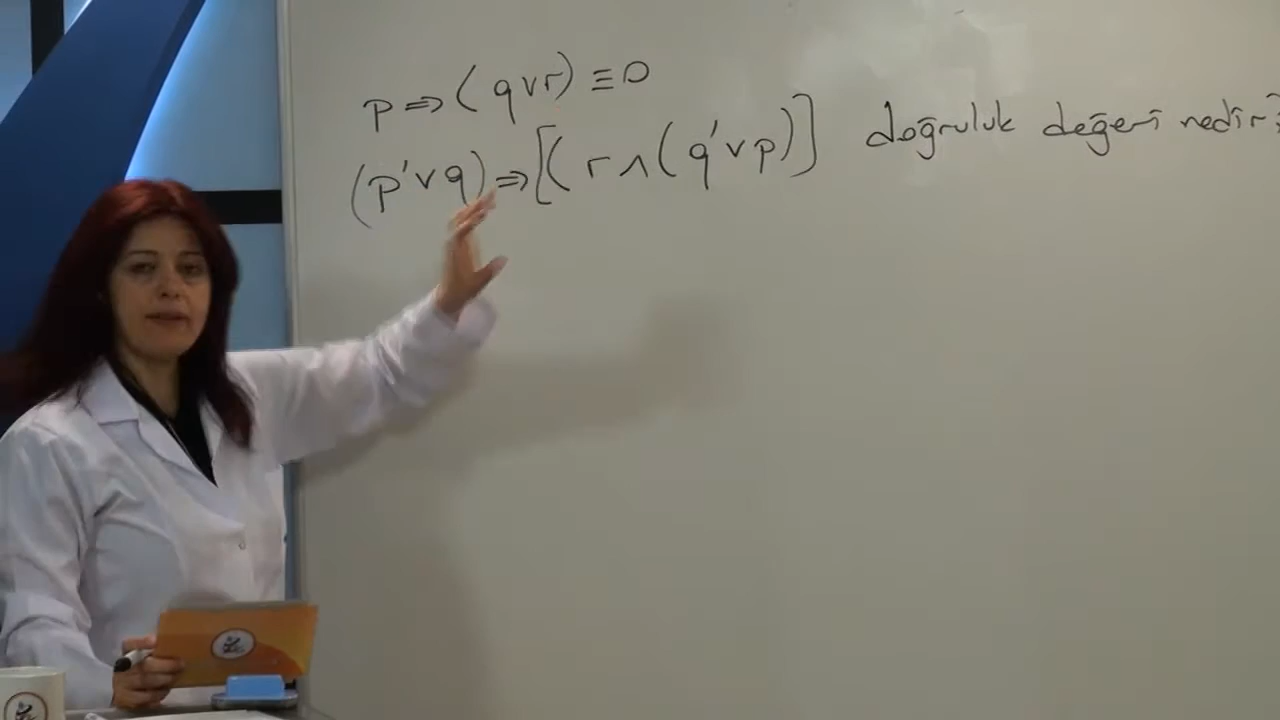 p ⇒ ( q ∨ r) ≡ 0
(p' ∨ q) ⇒ [( r ∧ ( q' ∨ p)] doğruluk değeri nedir?